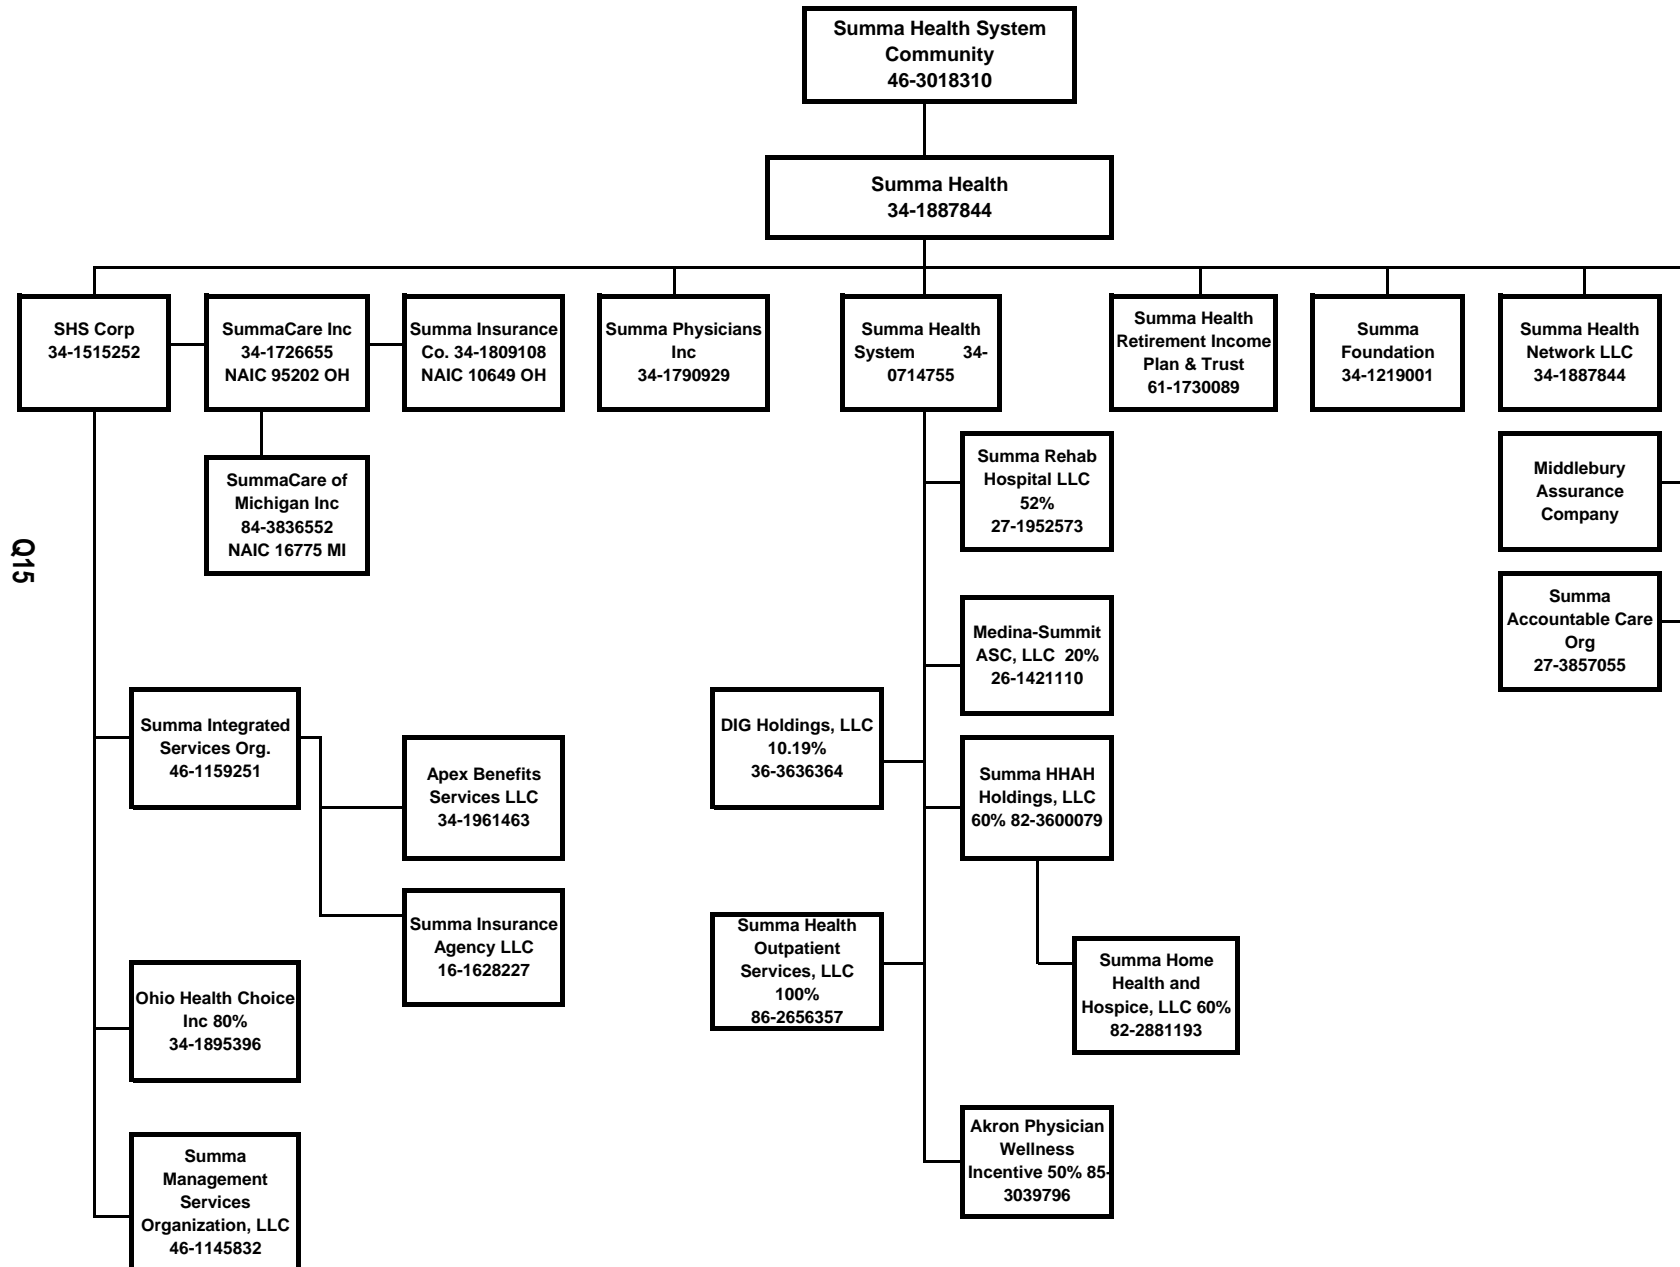 Summa Health System
Community
46-3018310
Summa Health
34-1887844
SHS Corp
34-1515252
SummaCare Inc
34-1726655
NAIC 95202 OH
Summa Insurance
Co. 34-1809108
NAIC 10649 OH
Summa Physicians
Inc
34-1790929
Summa Health
System 34-
0714755
Summa Health
Retirement Income
Plan & Trust
61-1730089
Summa
Foundation
34-1219001
Summa Health
Network LLC
34-1887844
SummaCare of
Michigan Inc
84-3836552
NAIC 16775 MI
Summa Rehab
Hospital LLC
52%
27-1952573
Middlebury
Assurance
Company
Q15
Summa
Accountable Care
Org
27-3857055
Medina-Summit
ASC, LLC 20%
26-1421110
Summa Integrated
Services Org.
46-1159251
Apex Benefits
Services LLC
34-1961463
DIG Holdings, LLC
10.19%
36-3636364
Summa HHAH
Holdings, LLC
60% 82-3600079
Summa Insurance
Agency LLC
16-1628227
Summa Health
Outpatient
Services, LLC
100%
86-2656357
Summa Home
Health and
Hospice, LLC 60%
82-2881193
Ohio Health Choice
Inc 80%
34-1895396
Akron Physician
Wellness
Incentive 50% 85-
3039796
Summa
Management
Services
Organization, LLC
46-1145832